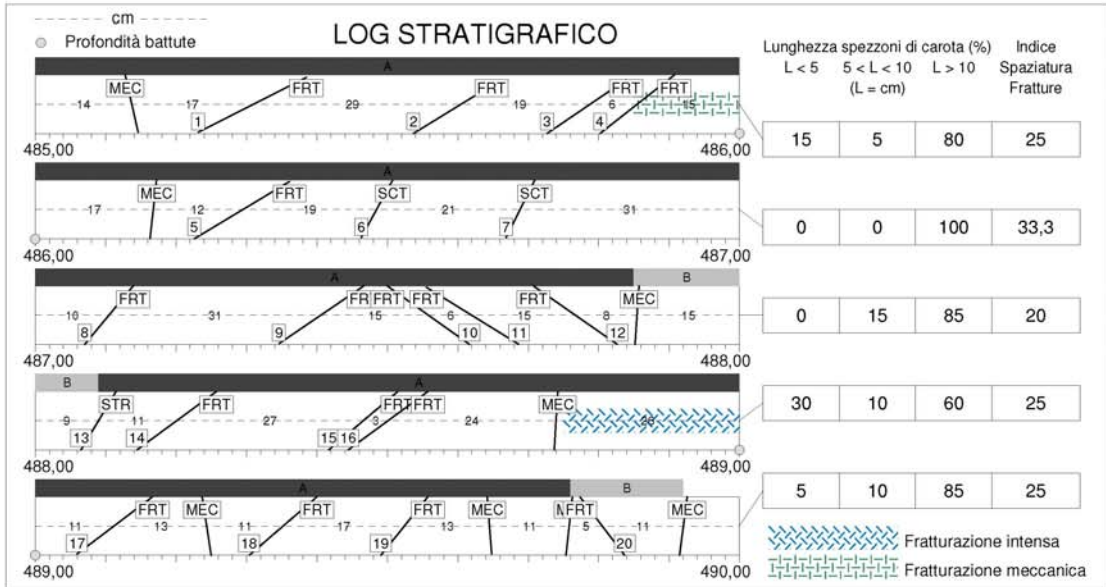 cm
LOG STRATIGRAFICO
Profondità battute
Lunghezza spezzoni di carota (%)
Indice
Spaziatura
Fratture
L < 5
5 < L < 10
L > 10
(L = cm)
A
MEC FRT FRT FRT FRT
14 17 29 19 6 15
1 2 3 4
485,00 486,00
15 5 80 25
A
MEC FRT SCT SCT
17 12 19 21 31
5 6 7
486,00 487,00
0 0 100 33,3
A B
FRT FRT FRT FRT MEC
10 31 15 6 15 8 15
8 9 10 11 12
487,00 488,00
0 15 85 20
B A
STR FRT FRT FRT MEC
9 11 27 3 24 26
13 14 15 16
488,00 489,00
30 10 60 25
A B
FRT MEC FRT FRT MEC FRT MEC
11 13 11 17 13 11 5 11
17 18 19 20
489,00 490,00
5 10 85 25
Fratturazione intensa
Fratturazione meccanica